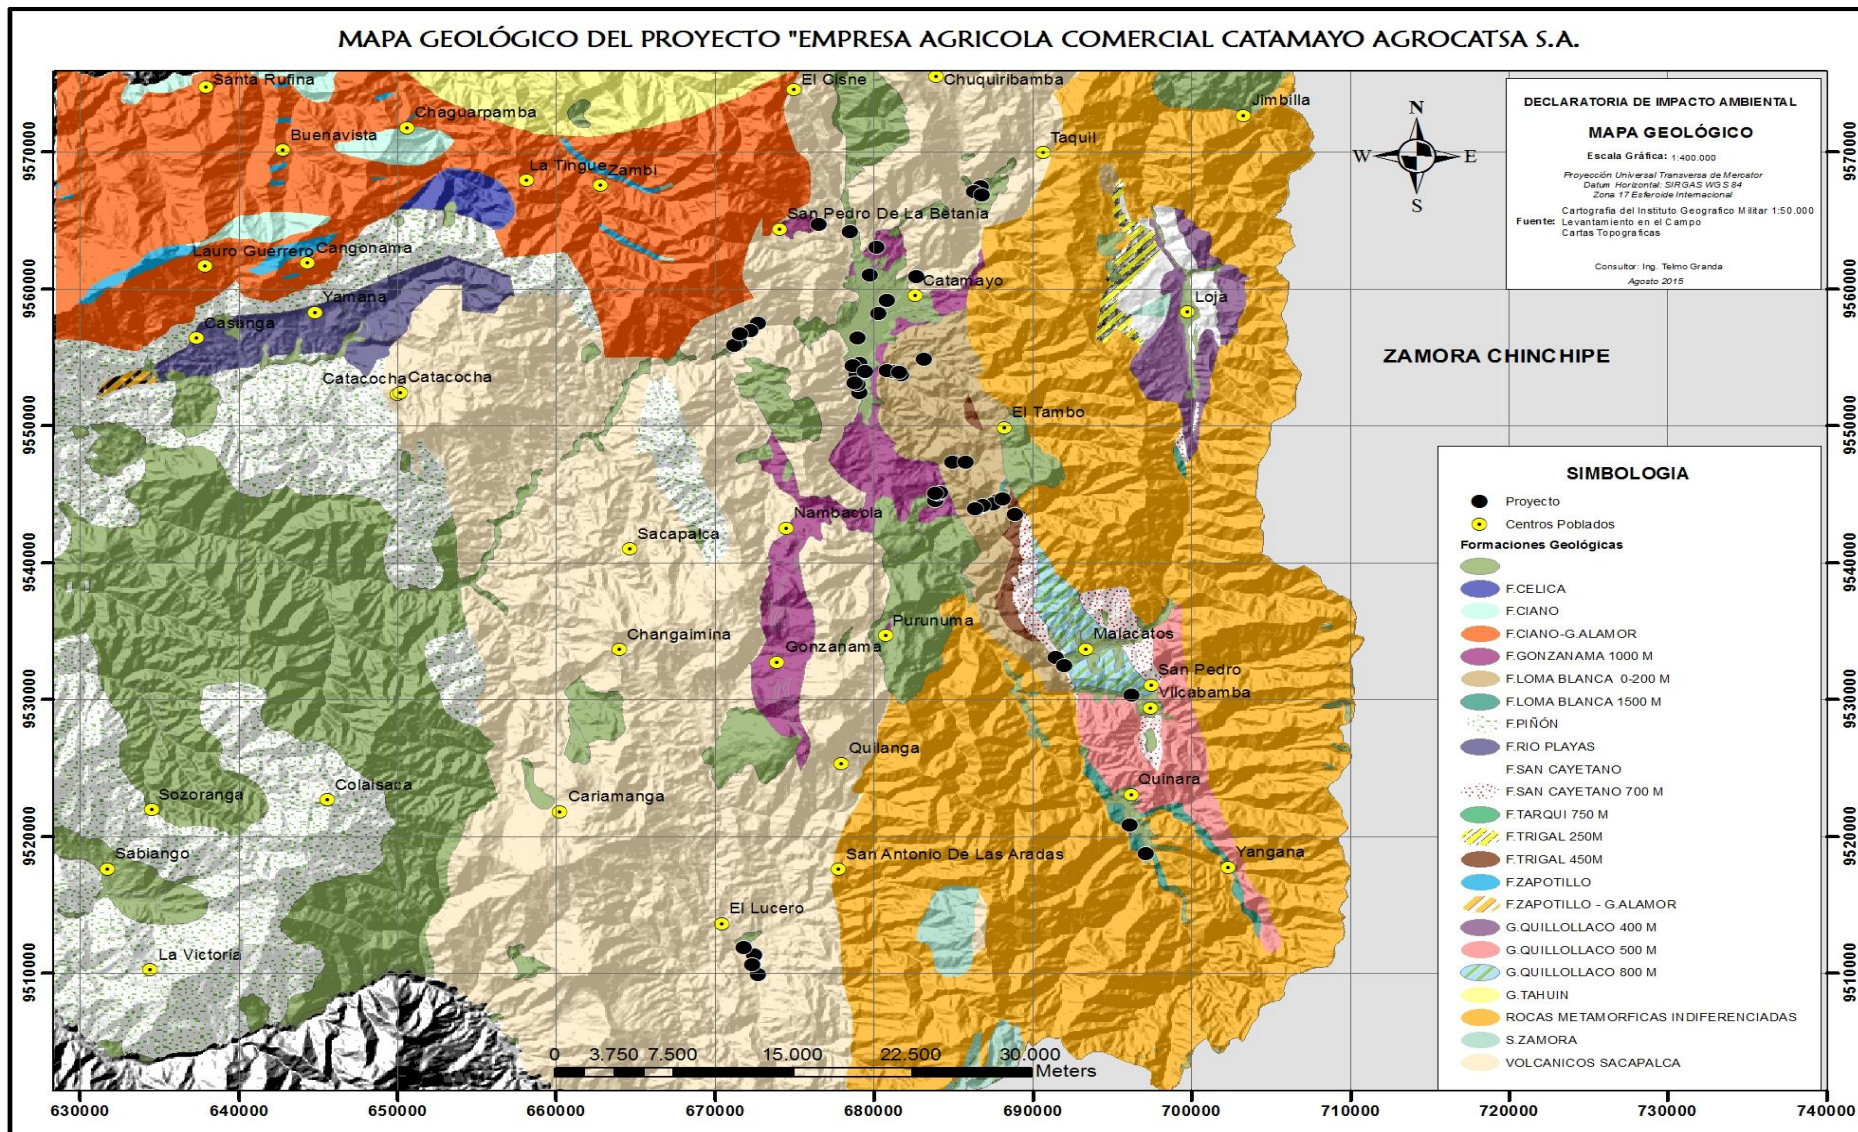 MAPA GEOLÓGICO DEL PROYECTO "EMPRESA AGRICOLA COMERCIAL CATAMAYO AGROCATSA S.A.
DECLARATORIA DE IMPACTO AMBIENTAL
MAPA GEOLÓGICO
Escala Gráfica: 1:400.000
Proyección Universal Transversa de Mercator
Datum Horizontal: SIRGAS WGS 84
Zona 17 Esferoide Internacional
Fuente: Cartografía del Instituto Geografico Militar 1:50.000
Levantamiento en el Campo
Cartas Topograficas
Consultor: Ing. Telmo Granda
Agosto 2015
N
W E
S
ZAMORA CHINCHIPE
Santa Rufina
El Cisne
Chuquiribamba
Chaguarpamba
Jimbilla
Buenavista
Taquil
La Tingue
Zambi
San Pedro De La Betania
Lauro Guerrero
Cangonama
Catamayo
Loja
Yamana
Casanga
Catacocha
Catacocha
El Tambo
Nambacola
Sacapalca
Changaimina
Purunuma
Malacatos
Gonzanama
San Pedro
Vilcabamba
Quilanga
Quinara
Sozoranga
Colaisaca
Cariamanga
Sabiango
San Antonio De Las Aradas
Yangana
El Lucero
La Victoria
SIMBOLOGIA
Proyecto
Centros Poblados
Formaciones Geológicas
F.CELICA
F.CIANO
F.CIANO-G.ALAMOR
F.GONZANAMA 1000 M
F.LOMA BLANCA 0-200 M
F.LOMA BLANCA 1500 M
F.PIÑÓN
F.RIO PLAYAS
F.SAN CAYETANO
F.SAN CAYETANO 700 M
F.TARQUI 750 M
F.TRIGAL 250M
F.TRIGAL 450M
F.ZAPOTILLO
F.ZAPOTILLO - G.ALAMOR
G.QUILLOLLACO 400 M
G.QUILLOLLACO 500 M
G.QUILLOLLACO 800 M
G.TAHUIN
ROCAS METAMORFICAS INDIFERENCIADAS
S.ZAMORA
VOLCANICOS SACAPALCA
0 3.750 7.500 15.000 22.500 30.000
Meters
9570000
9560000
9550000
9540000
9530000
9520000
9510000
9570000
9560000
9550000
9540000
9530000
9520000
9510000
630000 640000 650000 660000 670000 680000 690000 700000 710000 720000 730000 740000